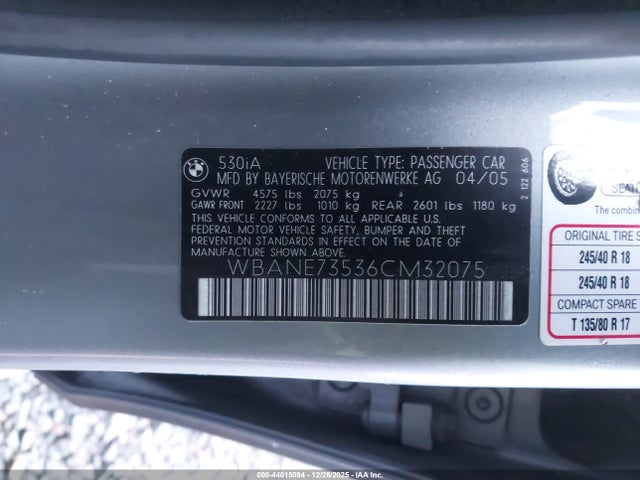 530iA VEHICLE TYPE: PASSENGER CAR
MFD BY BAYERISCHE MOTORENWERKE AG 04/05
GVWR 4575 lbs 2075 kg
GAWR FRONT 2227 lbs 1010 kg REAR 2601 lbs 1180 kg
THIS VEHICLE CONFORMS TO ALL APPLICABLE U.S.
FEDERAL MOTOR VEHICLE SAFETY, BUMPER AND THEFT
PREVENTION STANDARDS IN EFFECT ON THE DATE OF
MANUFACTURE SHOWN ABOVE.
WBANE73536CM32075
2 122 606
SEATI
The combine
ORIGINAL TIRE S
245/40 R 18
245/40 R 18
COMPACT SPARE T
T 135/80 R 17
000-44015094 - 12/26/2025 - IAA Inc.